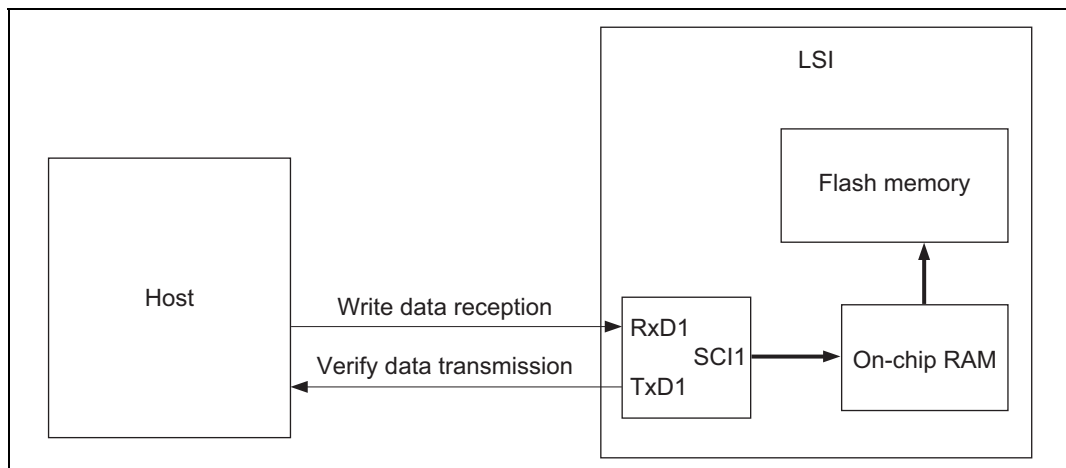 LSI
Flash memory
Host
Write data reception
RxD1
SCI1
On-chip RAM
Verify data transmission
TxD1